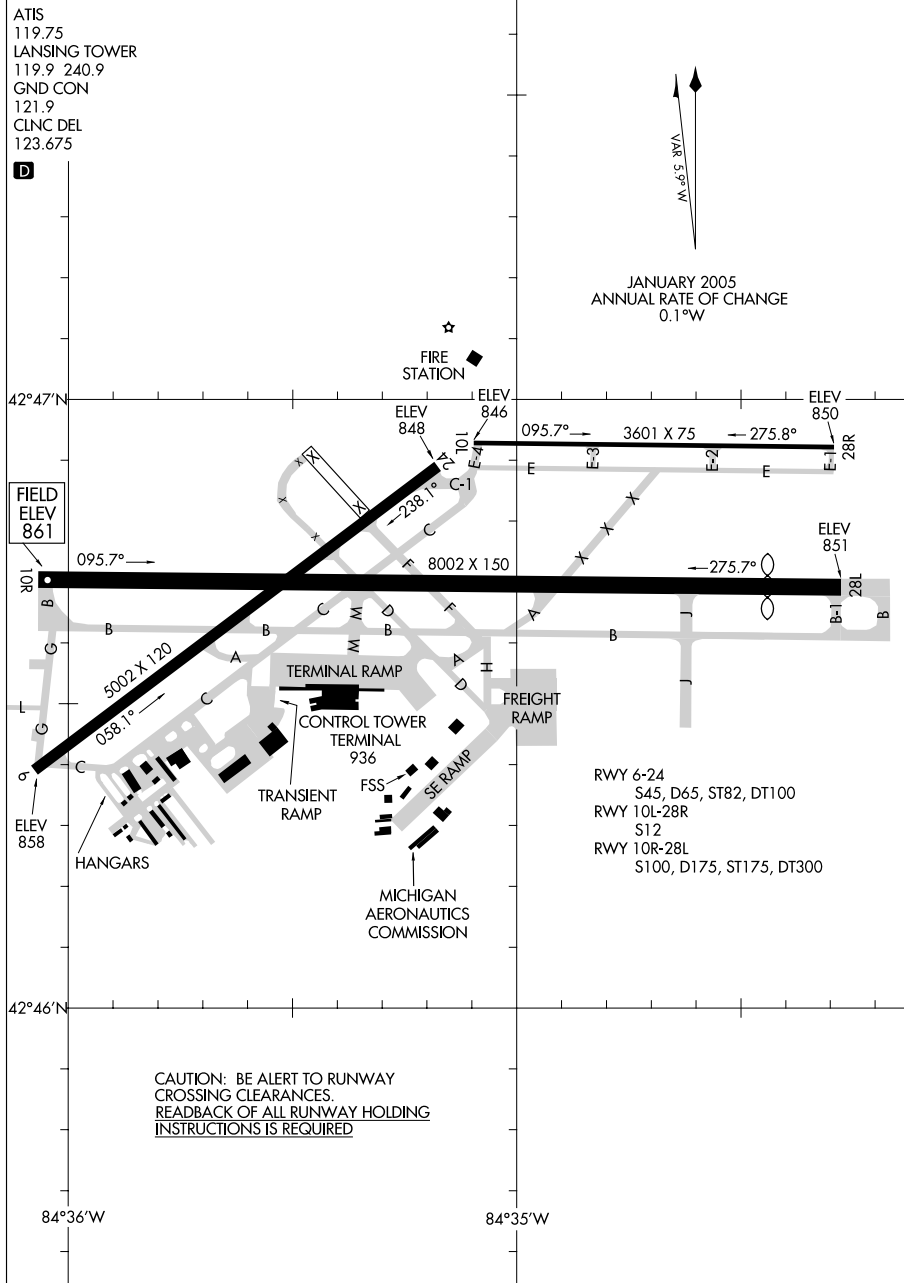 ATIS
119.75
LANSING TOWER
119.9 240.9
GND CON
121.9
CLNC DEL
123.675
D
VAR 5.9° W
JANUARY 2005
ANNUAL RATE OF CHANGE
0.1°W
FIRE
STATION
42°47'N
ELEV
846
ELEV
848
ELEV
850
10L
095.7°
3601 X 75
275.8°
28R
24
E-4
E-3
E-2
E-1
E
E
C-1
X
X
X
X
X
238.1°
C
F
X
X
X
FIELD
ELEV
861
ELEV
851
10R
095.7°
8002 X 150
275.7°
28L
B
G
B
B
B
B
C
W
W
D
F
A
J
B-1
B
A
A
D
H
J
5002 X 120
058.1°
C
L
G
TERMINAL RAMP
FREIGHT
RAMP
CONTROL TOWER
TERMINAL
936
6
C
FSS
SE RAMP
TRANSIENT
RAMP
ELEV
858
HANGARS
RWY 6-24
S45, D65, ST82, DT100
RWY 10L-28R
S12
RWY 10R-28L
S100, D175, ST175, DT300
MICHIGAN
AERONAUTICS
COMMISSION
42°46'N
CAUTION: BE ALERT TO RUNWAY
CROSSING CLEARANCES.
READBACK OF ALL RUNWAY HOLDING
INSTRUCTIONS IS REQUIRED
84°36'W
84°35'W